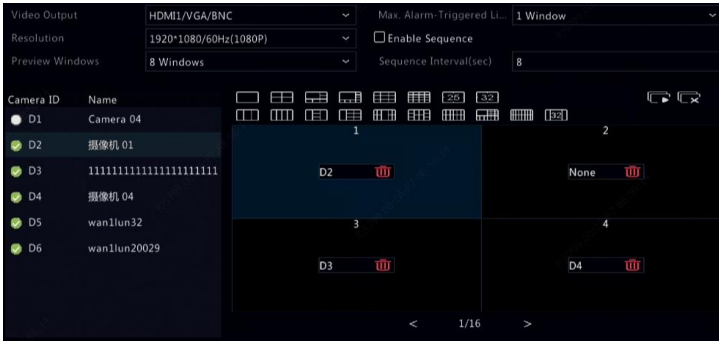 Video Output HDMI1/VGA/BNC Max. Alarm-Triggered Li... 1 Window
Resolution 1920*1080/60Hz(1080P) Enable Sequence
Preview Windows 8 Windows Sequence Interval(sec) 8
Camera ID Name 25 32
D1 Camera 04 32
1 2
D2 摄像机 01
D2 None
D3 1111111111111111111111
D4 摄像机 04
D5 wan1lun32
3 4
D6 wan1lun20029
D3 D4
< 1/16 >